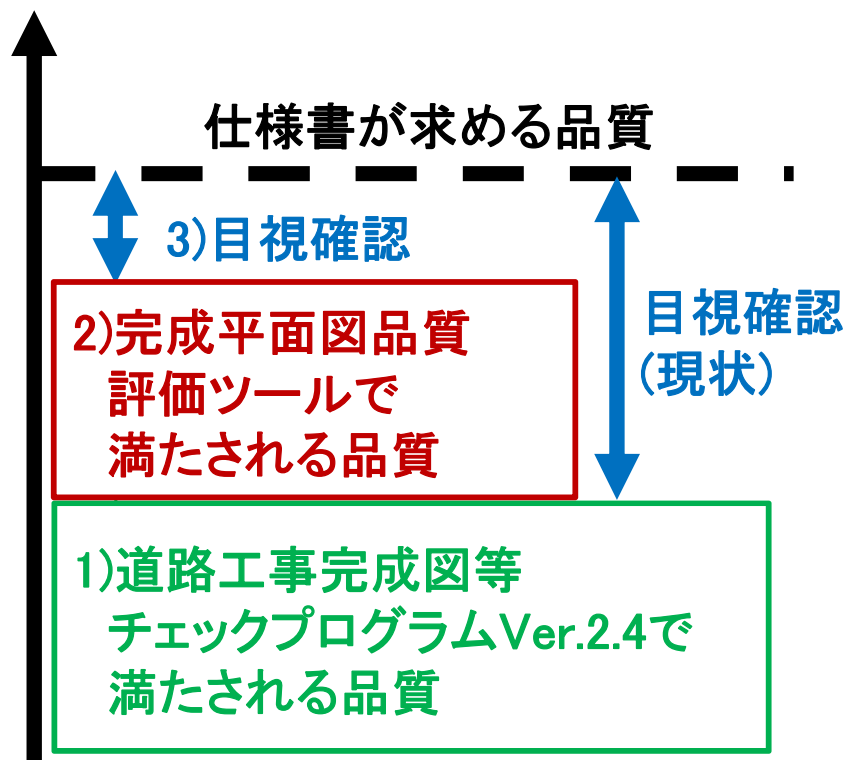 仕様書が求める品質
3)目視確認
目視確認
(現状)
2)完成平面図品質
評価ツールで
満たされる品質
1)道路工事完成図等
チェックプログラムVer.2.4で
満たされる品質